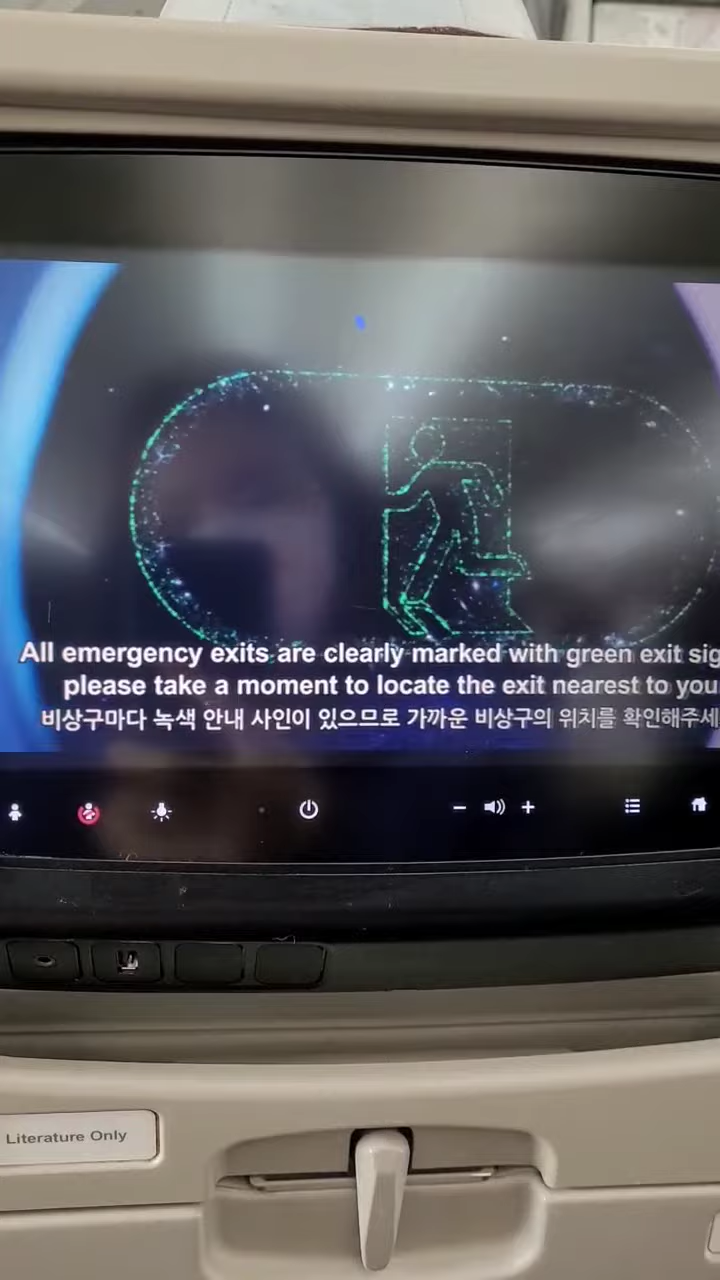 All emergency exits are clearly marked with green exit sig
please take a moment to locate the exit nearest to you
비상구마다 녹색 안내 사인이 있으므로 가까운 비상구의 위치를 확인해주세
Literature Only